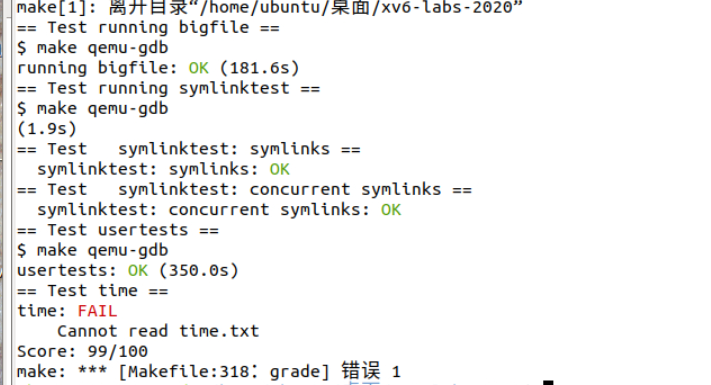 make[1]: 离开目录“/home/ubuntu/桌面/xv6-labs-2020”
== Test running bigfile ==
$ make qemu-gdb
running bigfile: OK (181.6s)
== Test running symlinktest ==
$ make qemu-gdb
(1.9s)
== Test   symlinktest: symlinks ==
  symlinktest: symlinks: OK
== Test   symlinktest: concurrent symlinks ==
  symlinktest: concurrent symlinks: OK
== Test usertests ==
$ make qemu-gdb
usertests: OK (350.0s)
== Test time ==
time: FAIL
    Cannot read time.txt
Score: 99/100
make: *** [Makefile:318：grade] 错误 1